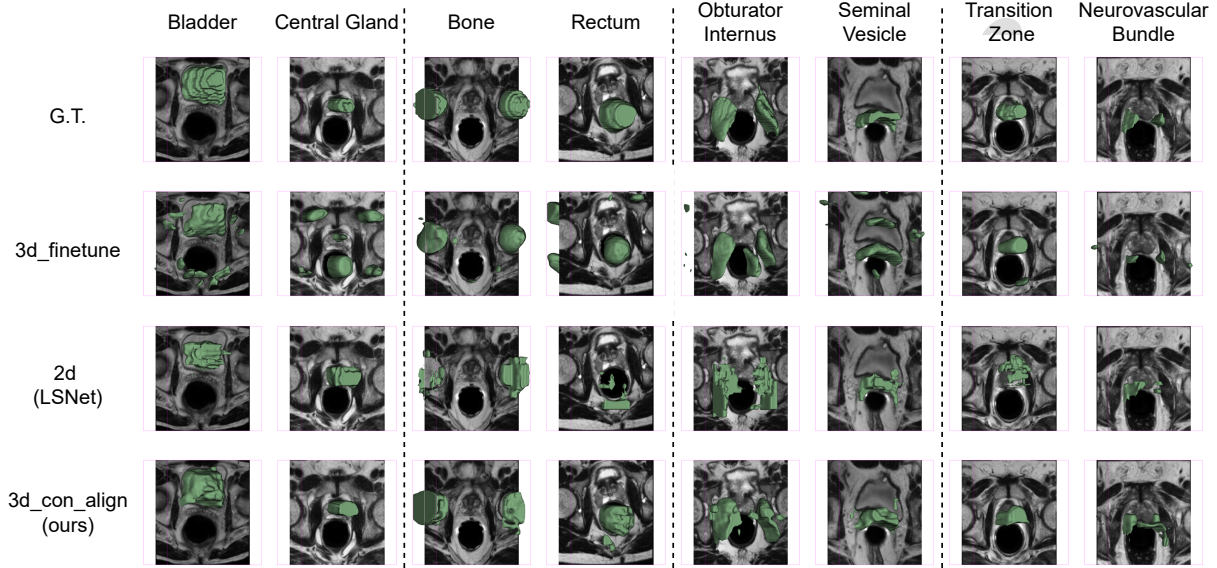 Bladder
Central Gland
Bone
Rectum
Obturator
Internus
Seminal
Vesicle
Transition
Zone
Neurovascular
Bundle
G.T.
3d_finetune
2d
(LSNet)
3d_con_align
(ours)